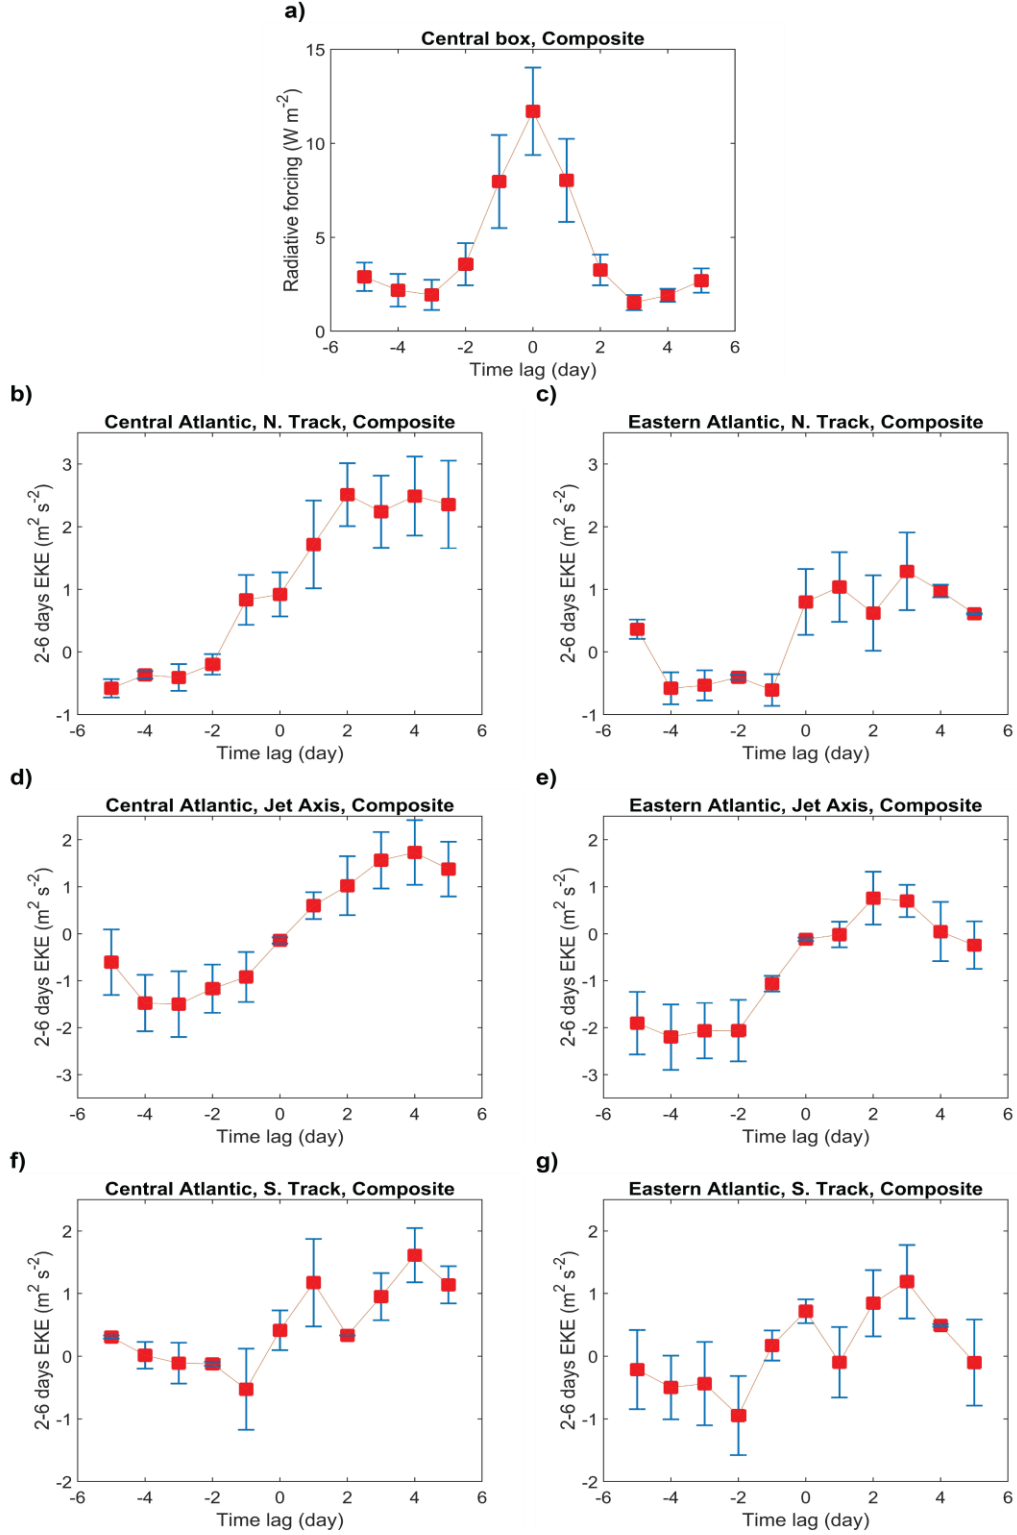 a)
Central box, Composite
Radiative forcing (W m-2)
15
10
5
0
-6 -4 -2 0 2 4 6
Time lag (day)
b)
Central Atlantic, N. Track, Composite
2-6 days EKE (m2 s-2)
3
2
1
0
-1
-6 -4 -2 0 2 4 6
Time lag (day)
c)
Eastern Atlantic, N. Track, Composite
2-6 days EKE (m2 s-2)
3
2
1
0
-1
-6 -4 -2 0 2 4 6
Time lag (day)
d)
Central Atlantic, Jet Axis, Composite
2-6 days EKE (m2 s-2)
2
1
0
-1
-2
-3
-6 -4 -2 0 2 4 6
Time lag (day)
e)
Eastern Atlantic, Jet Axis, Composite
2-6 days EKE (m2 s-2)
2
1
0
-1
-2
-3
-6 -4 -2 0 2 4 6
Time lag (day)
f)
Central Atlantic, S. Track, Composite
2-6 days EKE (m2 s-2)
2
1
0
-1
-2
-6 -4 -2 0 2 4 6
Time lag (day)
g)
Eastern Atlantic, S. Track, Composite
2-6 days EKE (m2 s-2)
2
1
0
-1
-2
-6 -4 -2 0 2 4 6
Time lag (day)